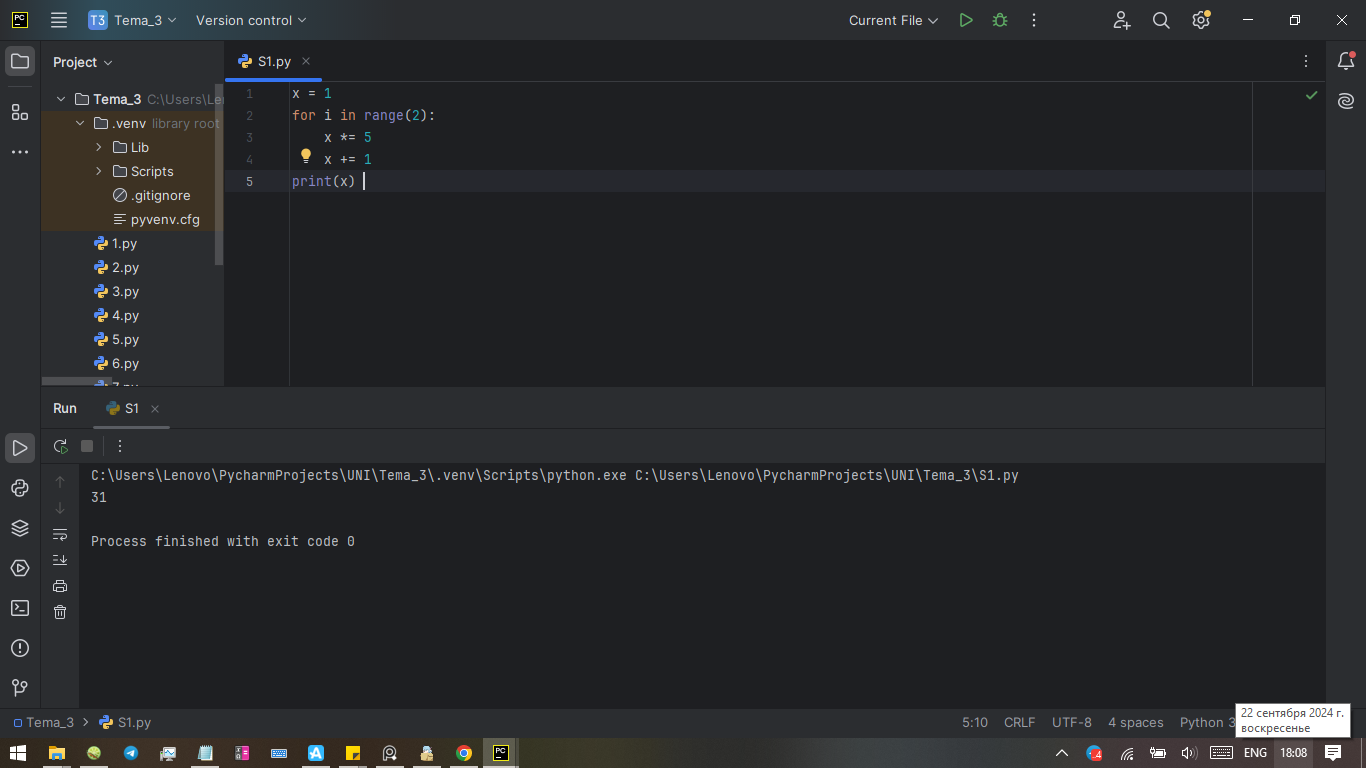 PC T3 Tema_3 Version control Current File
Project
S1.py
Tema_3 C:\Users\Le
.venv library root
Lib
Scripts
.gitignore
pyvenv.cfg
1.py
2.py
3.py
4.py
5.py
6.py
1 x = 1
2 for i in range(2):
3 x *= 5
4 x += 1
5 print(x)
Run S1
C:\Users\Lenovo\PycharmProjects\UNI\Tema_3\.venv\Scripts\python.exe C:\Users\Lenovo\PycharmProjects\UNI\Tema_3\S1.py
31
Process finished with exit code 0
Tema_3 S1.py 5:10 CRLF UTF-8 4 spaces Python 3
22 сентября 2024 г.
воскресенье
PC 4 ENG 18:08